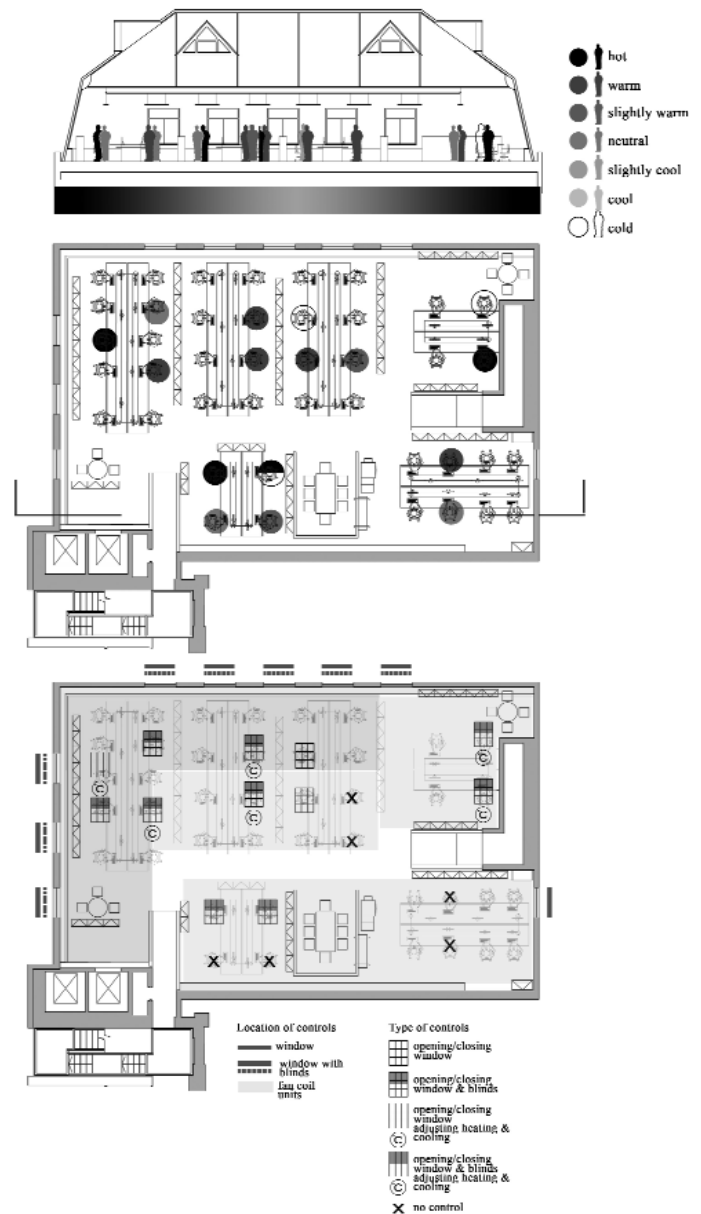 hot
warm
slightly warm
neutral
slightly cool
cool
cold
Location of controls
window
window with
blinds
fan coil
units
Type of controls
opening/closing
window
opening/closing
window & blinds
opening/closing
window
adjusting heating &
cooling
C
opening/closing
window & blinds
adjusting heating &
cooling
C
X no control